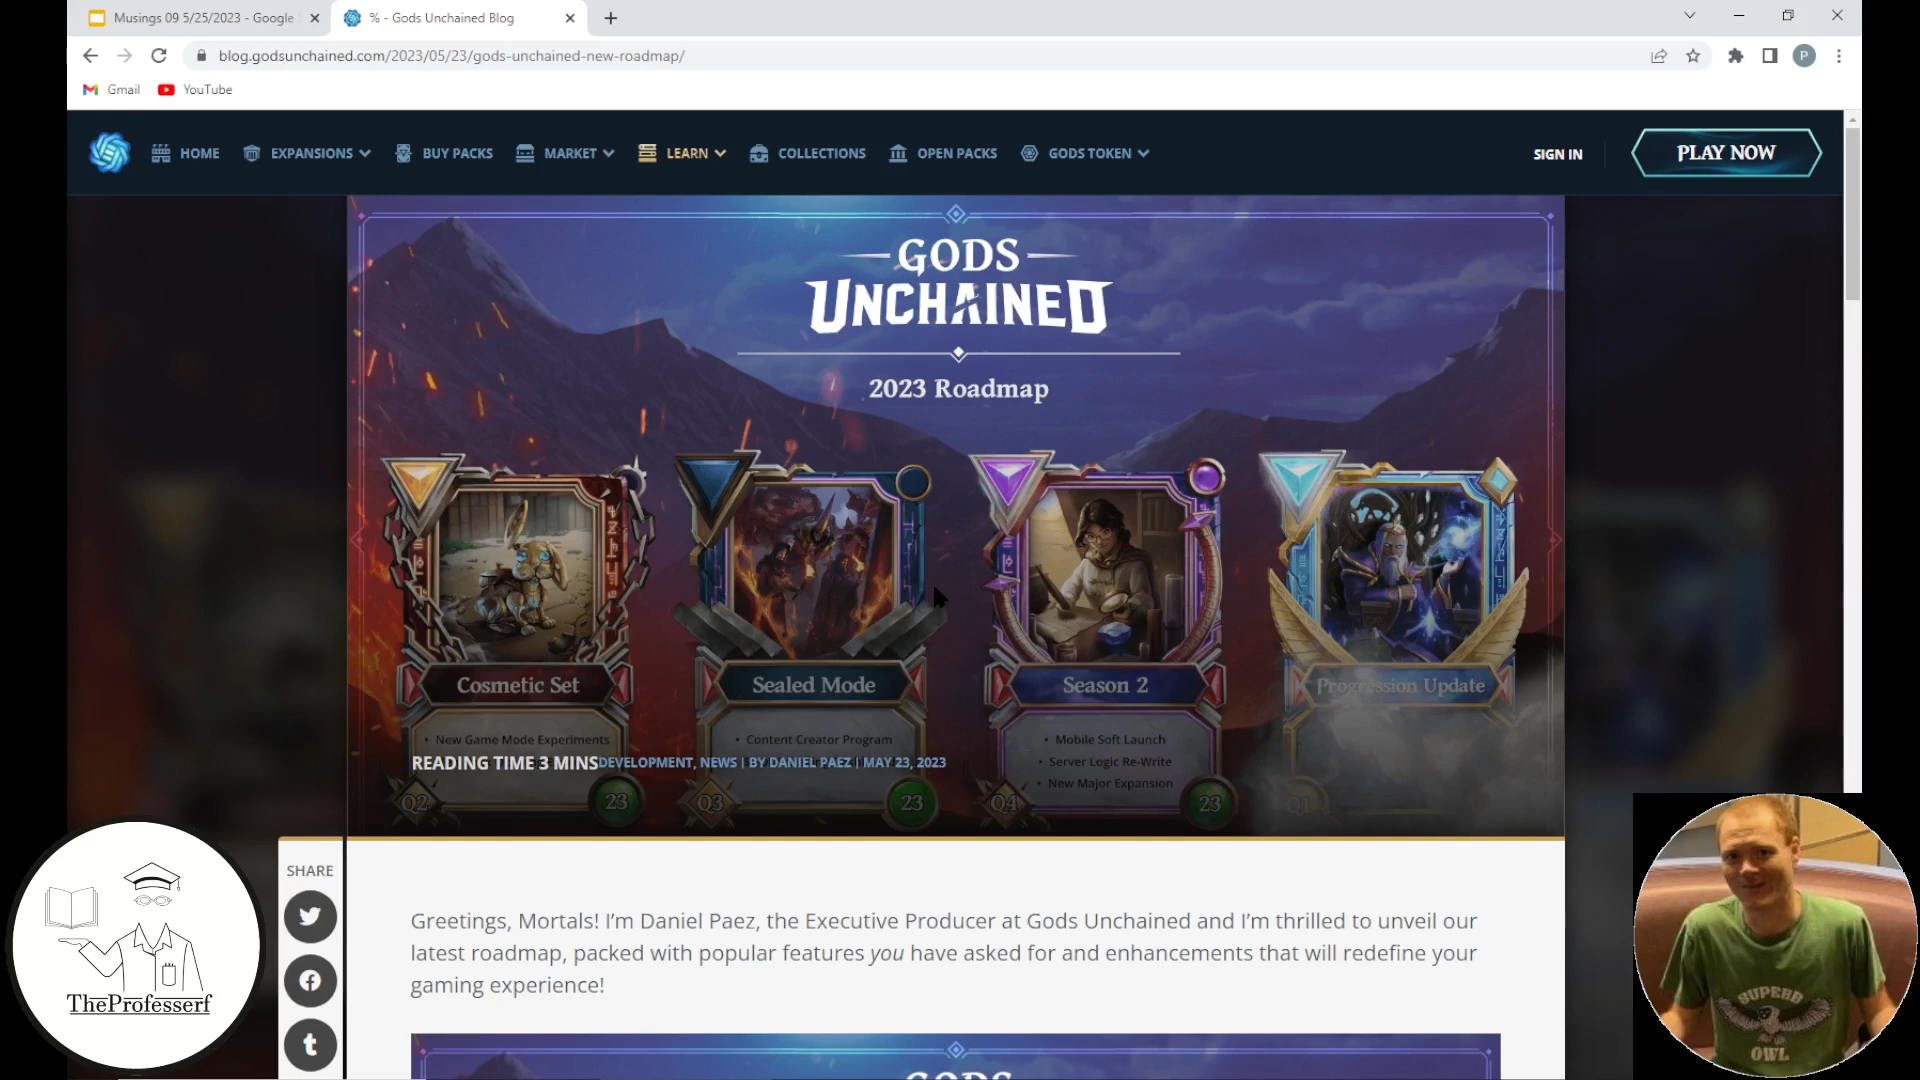 Musings 09 5/25/2023 - Google
% - Gods Unchained Blog
blog.godsunchained.com/2023/05/23/gods-unchained-new-roadmap/
P
Gmail
YouTube
HOME
EXPANSIONS
BUY PACKS
MARKET
LEARN
COLLECTIONS
OPEN PACKS
GODS TOKEN
SIGN IN
PLAY NOW
GODS
UNCHAINED
2023 Roadmap
Cosmetic Set
Sealed Mode
Season 2
Progression Update
• New Game Mode Experiments
• Content Creator Program
• Mobile Soft Launch
• Server Logic Re-Write
• New Major Expansion
READING TIME 3 MINS DEVELOPMENT, NEWS | BY DANIEL PAEZ | MAY 23, 2023
Q2 23
Q3 23
Q4 23
Q1
SHARE
Greetings, Mortals! I'm Daniel Paez, the Executive Producer at Gods Unchained and I'm thrilled to unveil our
latest roadmap, packed with popular features you have asked for and enhancements that will redefine your
gaming experience!
GODS
TheProfesserf
SUPERB
OWL